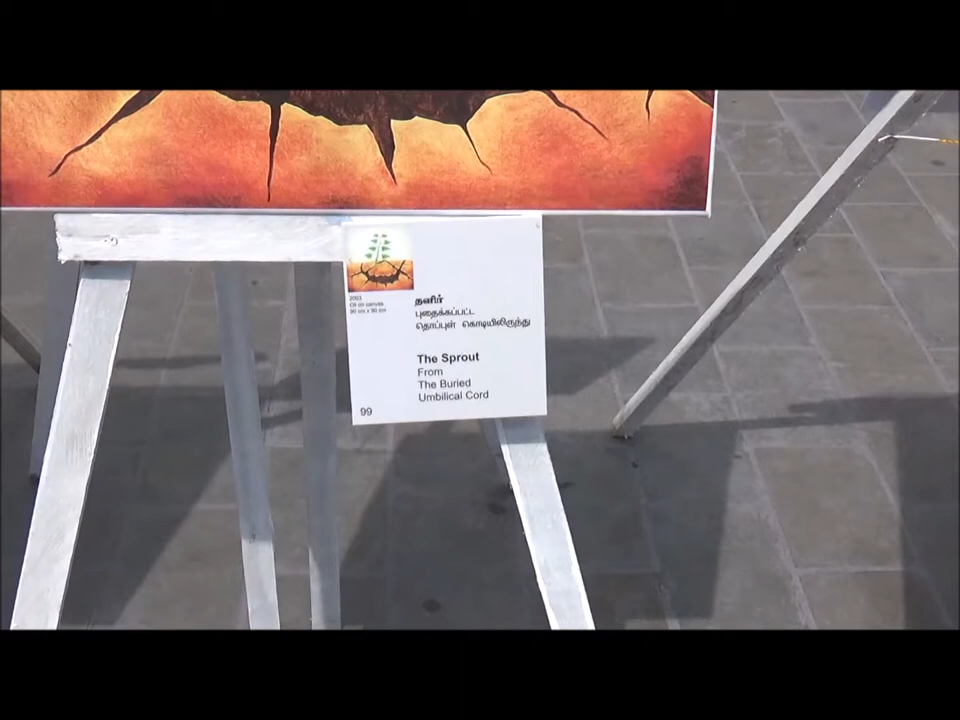 2003
Oil on canvas
90 cm x 90 cm
தளிர்
புதைக்கப்பட்ட
தொப்புள் கொடியிலிருந்து
The Sprout
From
The Buried
Umbilical Cord
99